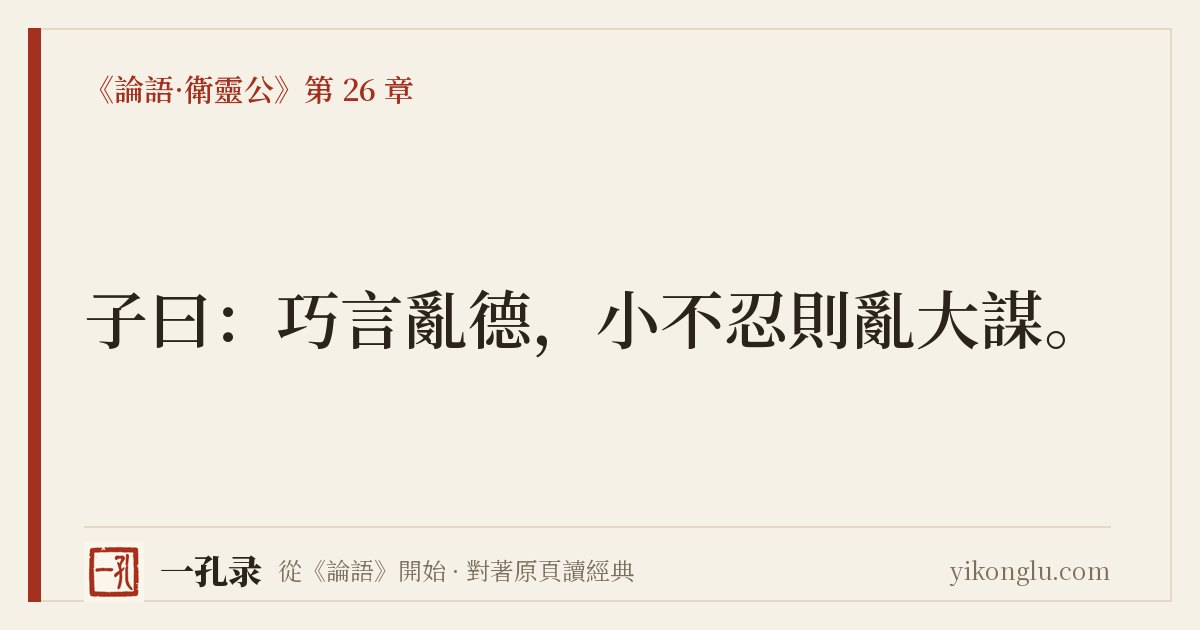 《論語·衛靈公》第 26 章
子曰：巧言亂德，小不忍則亂大謀。
一孔
一孔录 從《論語》開始 · 對著原頁讀經典
yikonglu.com